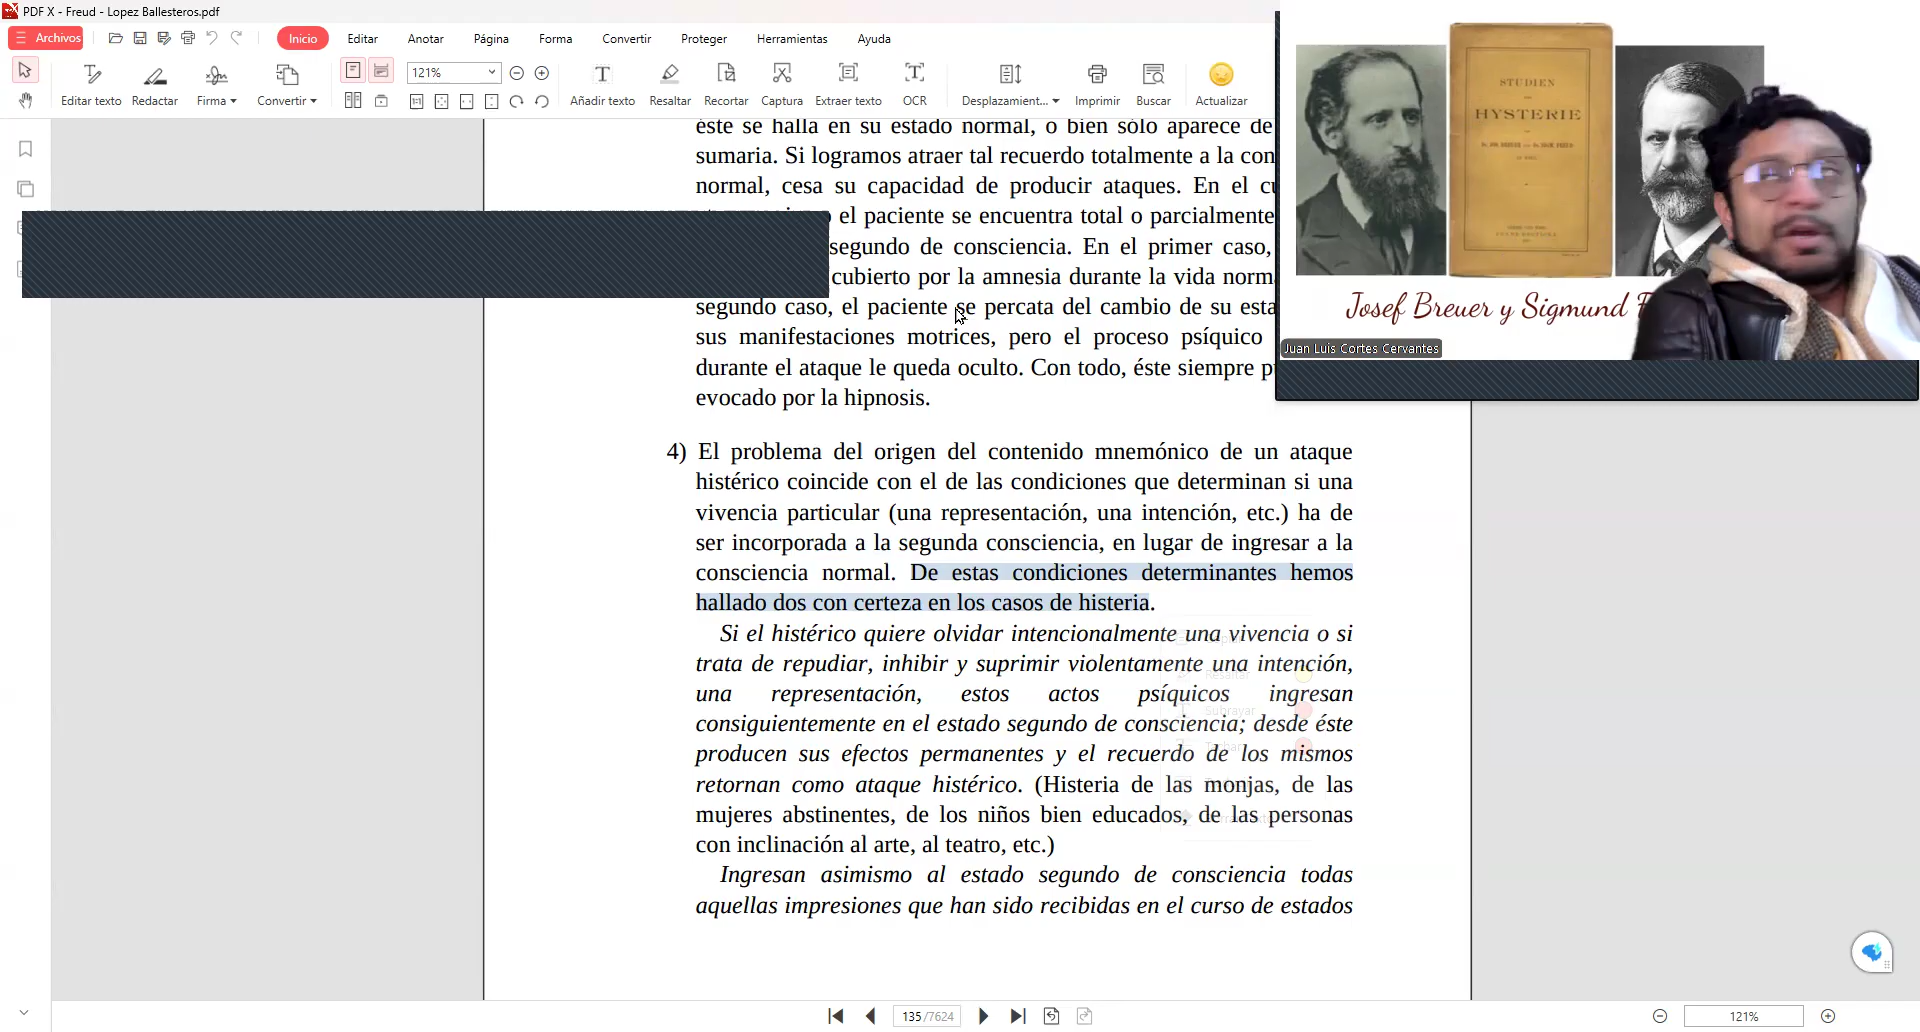 PDF X - Freud - Lopez Ballesteros.pdf
Archivos
Inicio
Editar
Anotar
Página
Forma
Convertir
Proteger
Herramientas
Ayuda
121%
Editar texto
Redactar
Firma
Convertir
Añadir texto
Resaltar
Recortar
Captura
Extraer texto
OCR
Desplazamient...
Imprimir
Buscar
Actualizar
éste se halla en su estado normal, o bien sólo aparece de
sumaria. Si logramos atraer tal recuerdo totalmente a la con
normal, cesa su capacidad de producir ataques. En el cu
el paciente se encuentra total o parcialmente
segundo de consciencia. En el primer caso,
cubierto por la amnesia durante la vida norma
segundo caso, el paciente se percata del cambio de su esta
sus manifestaciones motrices, pero el proceso psíquico
durante el ataque le queda oculto. Con todo, éste siempre pu
evocado por la hipnosis.
4) El problema del origen del contenido mnemónico de un ataque
histérico coincide con el de las condiciones que determinan si una
vivencia particular (una representación, una intención, etc.) ha de
ser incorporada a la segunda consciencia, en lugar de ingresar a la
consciencia normal. De estas condiciones determinantes hemos
hallado dos con certeza en los casos de histeria.
Si el histérico quiere olvidar intencionalmente una vivencia o si
trata de repudiar, inhibir y suprimir violentamente una intención,
una representación, estos actos psíquicos ingresan
consiguientemente en el estado segundo de consciencia; desde éste
producen sus efectos permanentes y el recuerdo de los mismos
retornan como ataque histérico. (Histeria de las monjas, de las
mujeres abstinentes, de los niños bien educados, de las personas
con inclinación al arte, al teatro, etc.)
Ingresan asimismo al estado segundo de consciencia todas
aquellas impresiones que han sido recibidas en el curso de estados
Resaltar
Subrayar
STUDIEN
HYSTERIE
Josef Breuer y Sigmund
Juan Luis Cortes Cervantes
135 /7624
121%